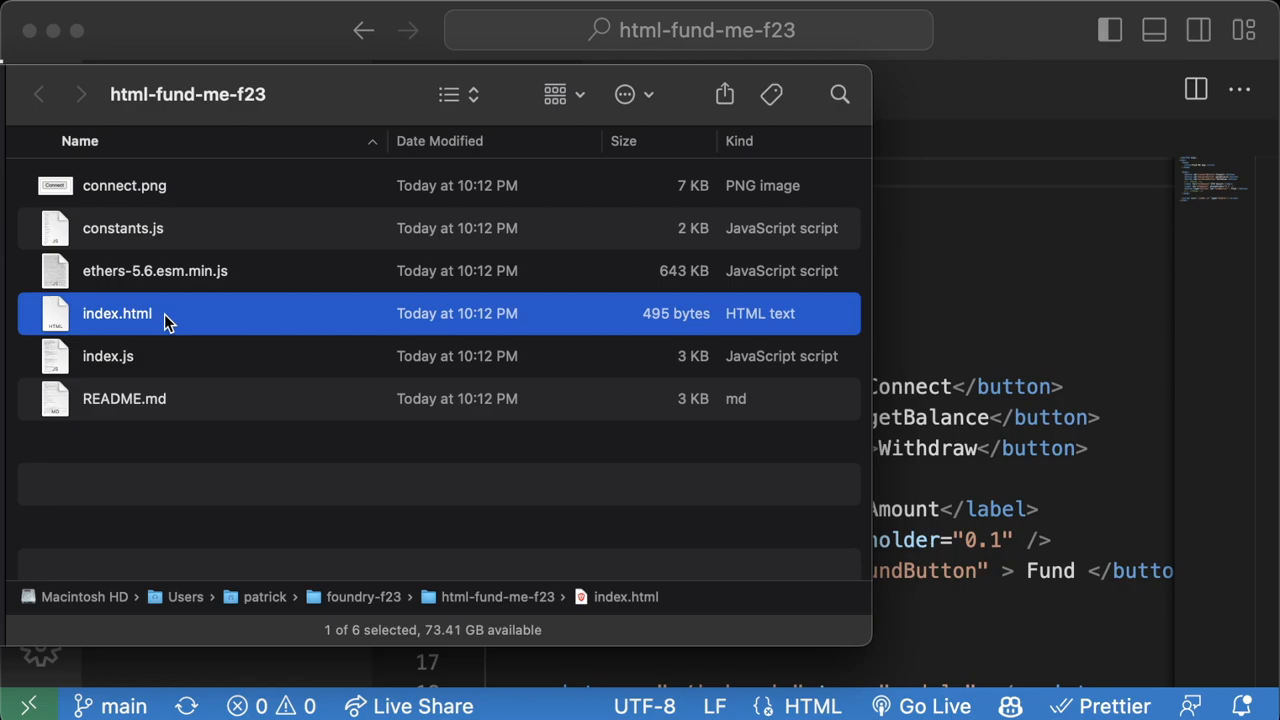 html-fund-me-f23
html-fund-me-f23
Name Date Modified Size Kind
connect.png Today at 10:12 PM 7 KB PNG image
constants.js Today at 10:12 PM 2 KB JavaScript script
ethers-5.6.esm.min.js Today at 10:12 PM 643 KB JavaScript script
index.html Today at 10:12 PM 495 bytes HTML text
index.js Today at 10:12 PM 3 KB JavaScript script
README.md Today at 10:12 PM 3 KB md
Connect</button>
getBalance</button>
>Withdraw</button>
Amount</label>
holder="0.1" />
undButton" > Fund </butto
Macintosh HD › Users › patrick › foundry-f23 › html-fund-me-f23 › index.html
1 of 6 selected, 73.41 GB available
17
main 0 0 Live Share UTF-8 LF HTML Go Live Prettier